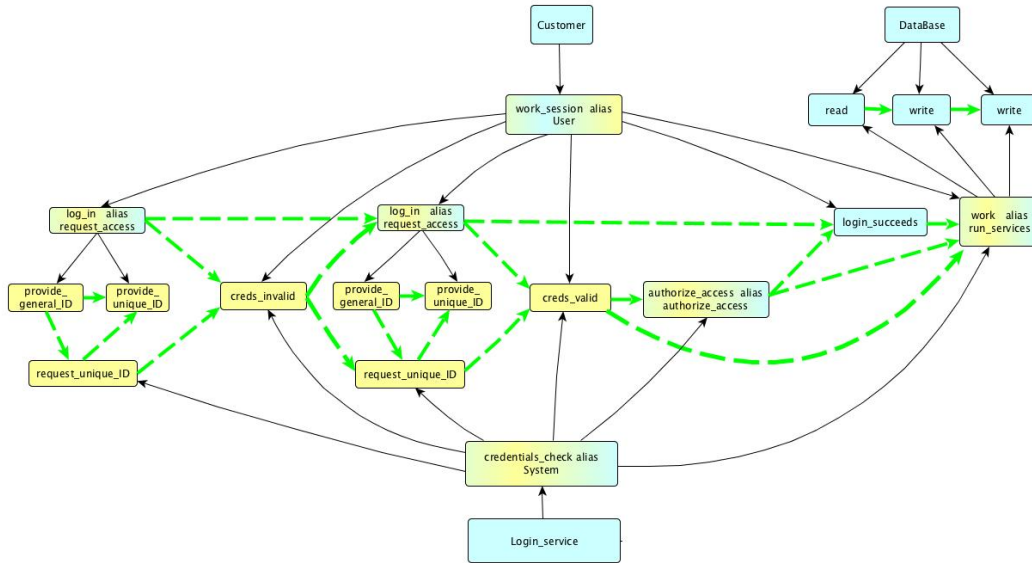 Customer
DataBase
work_session alias
User
read
write
write
log_in alias
request_access
log_in alias
request_access
login_succeeds
work alias
run_services
provide_
general_ID
provide_
unique_ID
creds_invalid
provide_
general_ID
provide_
unique_ID
creds_valid
authorize_access alias
authorize_access
request_unique_ID
request_unique_ID
credentials_check alias
System
Login_service